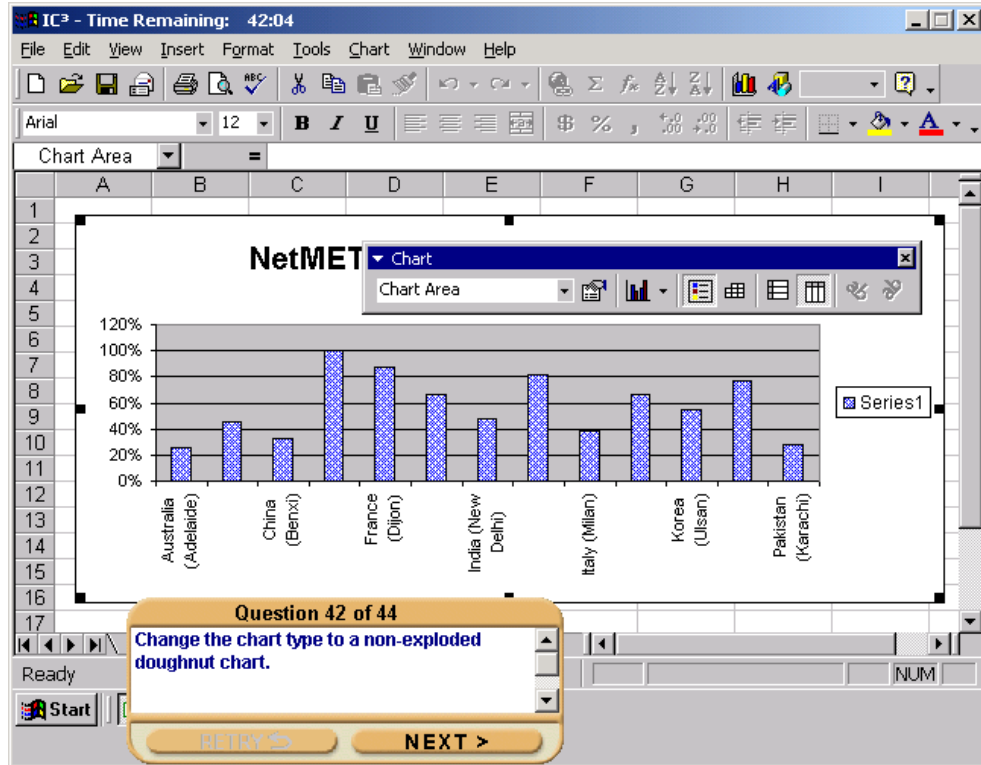 IC³ - Time Remaining: 42:04
File Edit View Insert Format Tools Chart Window Help
ABC Σ fx A Z Z A ?
Arial 12 B I U $ % , .00 .00 A
Chart Area =
A B C D E F G H I
1
2
3
4
5
6
7
8
9
10
11
12
13
14
15
16
17
NetMET
Chart
Chart Area
120%
100%
80%
60%
40%
20%
0%
Australia (Adelaide)
China (Benxi)
France (Dijon)
India (New Delhi)
Italy (Milan)
Korea (Ulsan)
Pakistan (Karachi)
Series1
Question 42 of 44
Change the chart type to a non-exploded
doughnut chart.
RETRY NEXT >
Ready NUM
Start